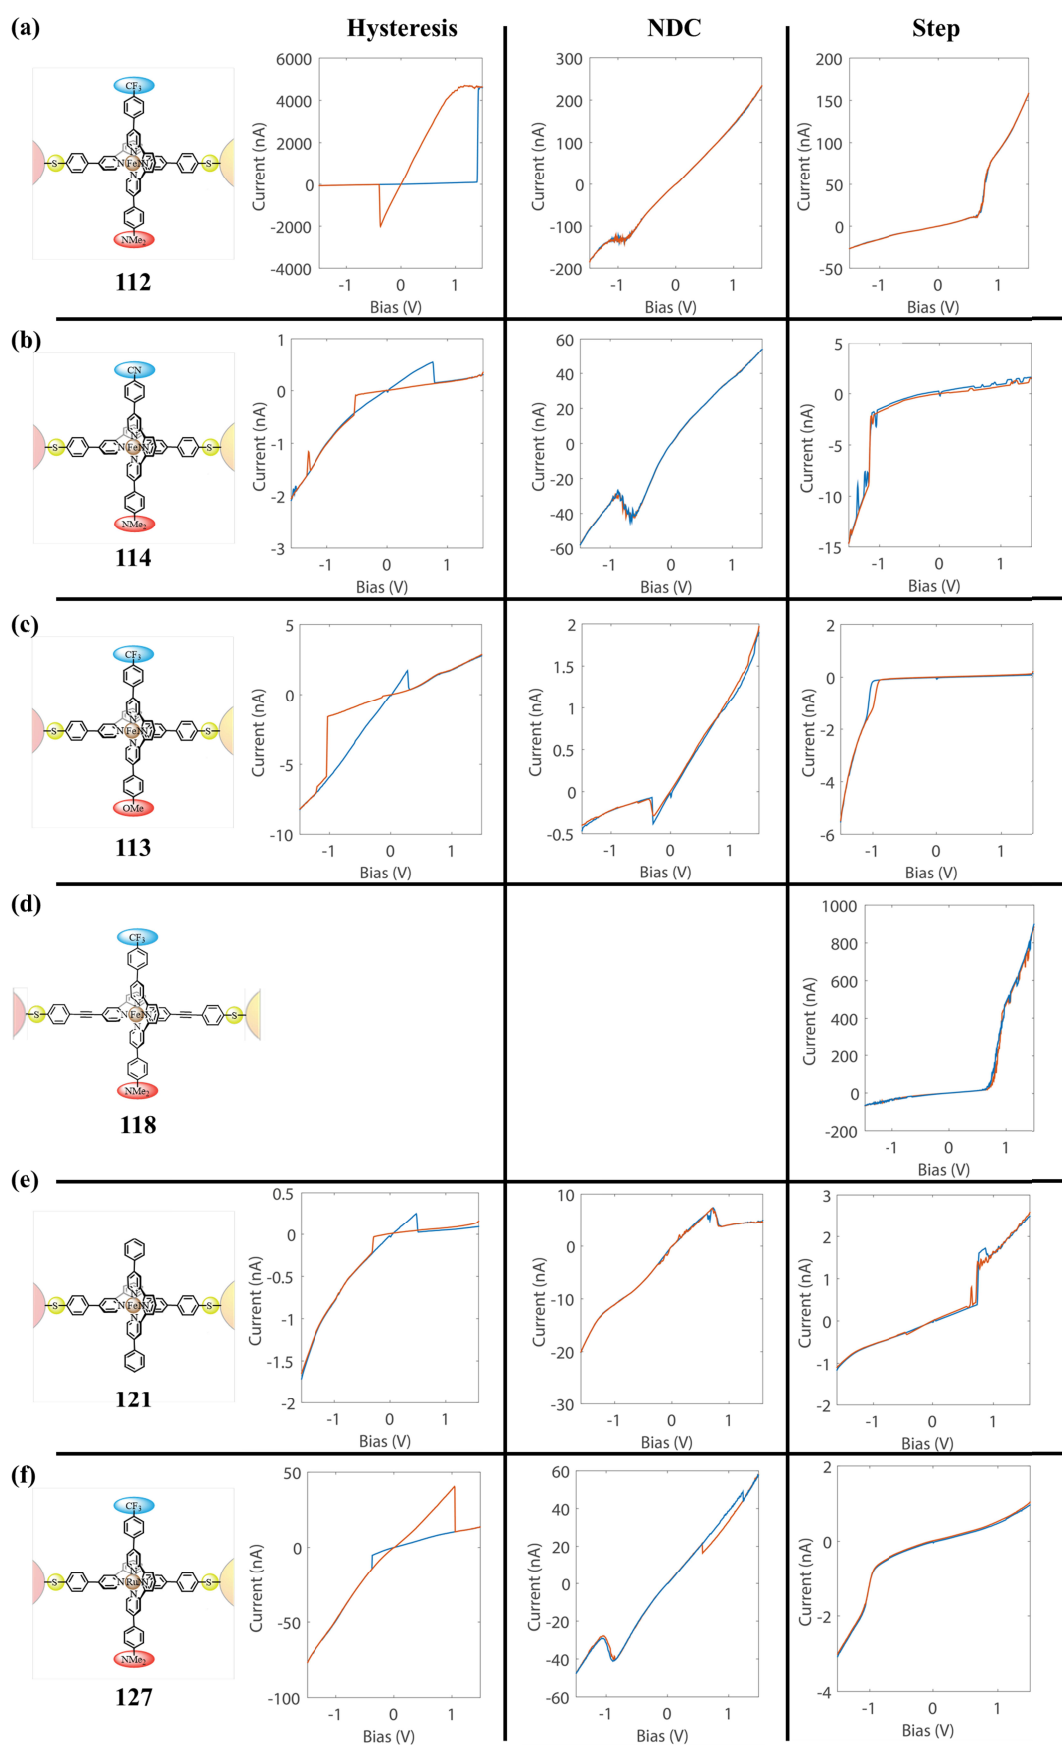 (a)
Hysteresis
NDC
Step
CF₃
N
S
N Fe N
S
N
NMe₂
112
6000
4000
2000
0
-2000
-4000
-1 0 1
Current (nA)
Bias (V)
300
200
100
0
-100
-200
-1 0 1
Current (nA)
Bias (V)
200
150
100
50
0
-50
-1 0 1
Current (nA)
Bias (V)
(b)
CN
N
S
N Fe N
S
N
NMe₂
114
1
0
-1
-2
-3
-1 0 1
Current (nA)
Bias (V)
60
40
20
0
-20
-40
-60
-1 0 1
Current (nA)
Bias (V)
5
0
-5
-10
-15
-1 0 1
Current (nA)
Bias (V)
(c)
CF₃
N
S
N Fe N
S
N
OMe
113
5
0
-5
-10
-1 0 1
Current (nA)
Bias (V)
2
1.5
1
0.5
0
-0.5
-1 0 1
Current (nA)
Bias (V)
2
0
-2
-4
-6
-1 0 1
Current (nA)
Bias (V)
(d)
CF₃
N
S
N Fe N
S
N
NMe₂
118
1000
800
600
400
200
0
-200
-1 0 1
Current (nA)
Bias (V)
(e)
N
S
N Fe N
S
N
121
0.5
0
-0.5
-1
-1.5
-2
-1 0 1
Current (nA)
Bias (V)
10
0
-10
-20
-30
-1 0 1
Current (nA)
Bias (V)
3
2
1
0
-1
-2
-1 0 1
Current (nA)
Bias (V)
(f)
CF₃
N
S
N Ru N
S
N
NMe₂
127
50
0
-50
-100
-1 0 1
Current (nA)
Bias (V)
60
40
20
0
-20
-40
-60
-1 0 1
Current (nA)
Bias (V)
2
0
-2
-4
-1 0 1
Current (nA)
Bias (V)